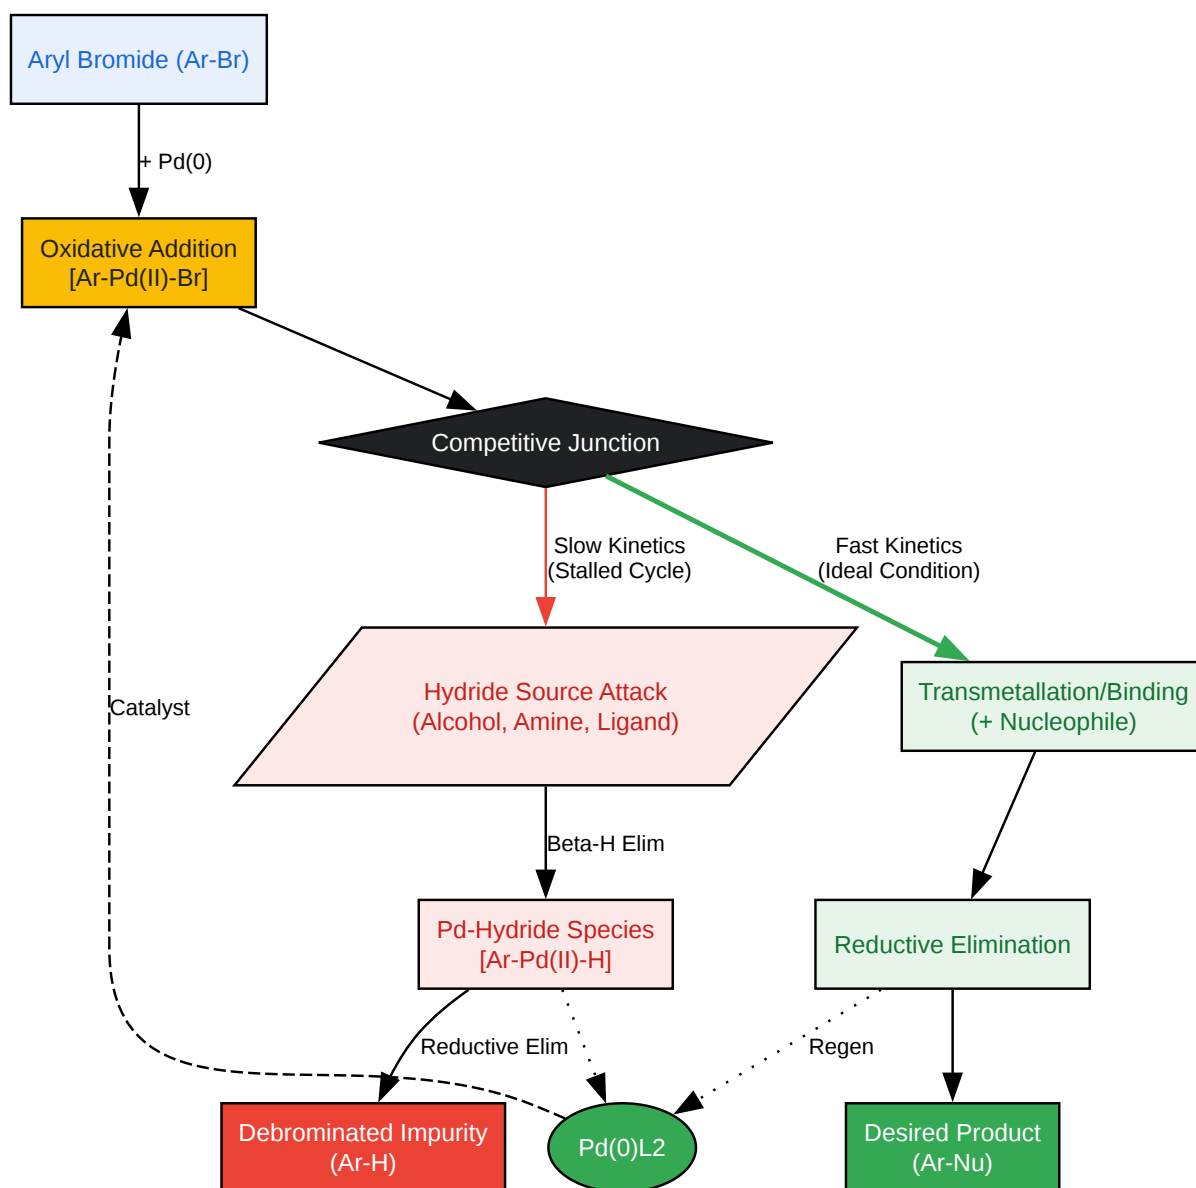 Aryl Bromide (Ar-Br)
+ Pd(0)
Oxidative Addition
[Ar-Pd(II)-Br]
Competitive Junction
Slow Kinetics
(Stalled Cycle)
Fast Kinetics
(Ideal Condition)
Hydride Source Attack
(Alcohol, Amine, Ligand)
Transmetallation/Binding
(+ Nucleophile)
Catalyst
Beta-H Elim
Pd-Hydride Species
[Ar-Pd(II)-H]
Reductive Elimination
Reductive Elim
Regen
Debrominated Impurity
(Ar-H)
Pd(0)L2
Desired Product
(Ar-Nu)